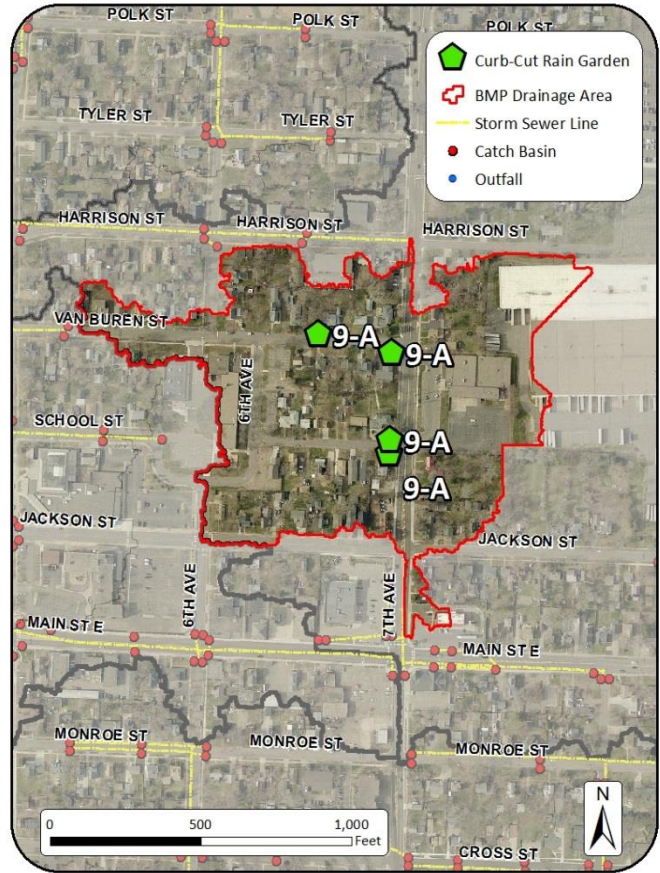 POLK ST
POLK ST
Curb-Cut Rain Garden
BMP Drainage Area
Storm Sewer Line
Catch Basin
Outfall
TYLER ST
TYLER ST
HARRISON ST
HARRISON ST
HARRISON ST
VAN BUREN ST
9-A
9-A
6TH AVE
SCHOOL ST
9-A
9-A
JACKSON ST
JACKSON ST
6TH AVE
7TH AVE
MAIN ST E
MAIN ST E
MONROE ST
MONROE ST
MONROE ST
N
0 500 1,000
Feet
CROSS ST